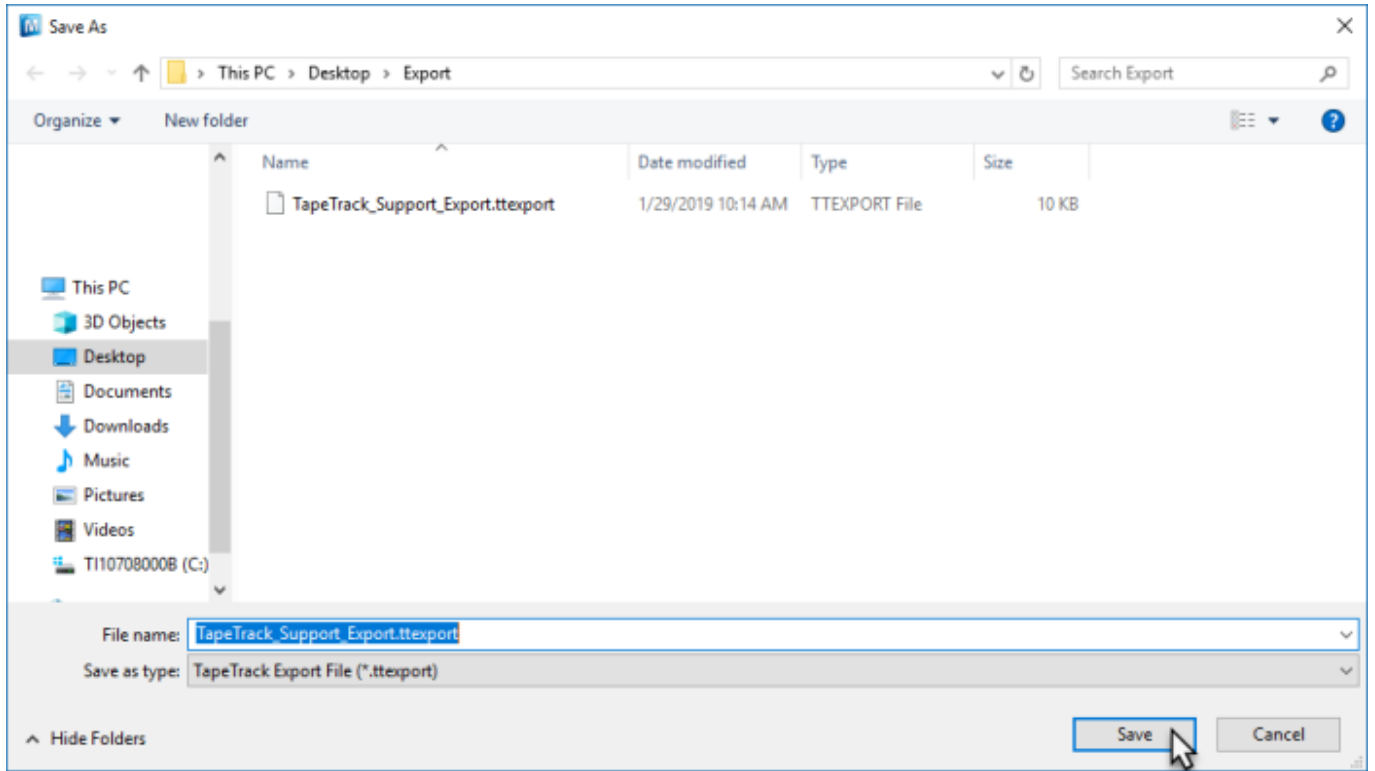 Save As
This PC > Desktop > Export
Search Export
Organize
New folder
Name
Date modified
Type
Size
TapeTrack_Support_Export.ttexport
1/29/2019 10:14 AM
TTEXPORT File
10 KB
This PC
3D Objects
Desktop
Documents
Downloads
Music
Pictures
Videos
TI10708000B (C:)
File name: TapeTrack_Support_Export.ttexport
Save as type: TapeTrack Export File (*.ttexport)
Hide Folders
Save
Cancel